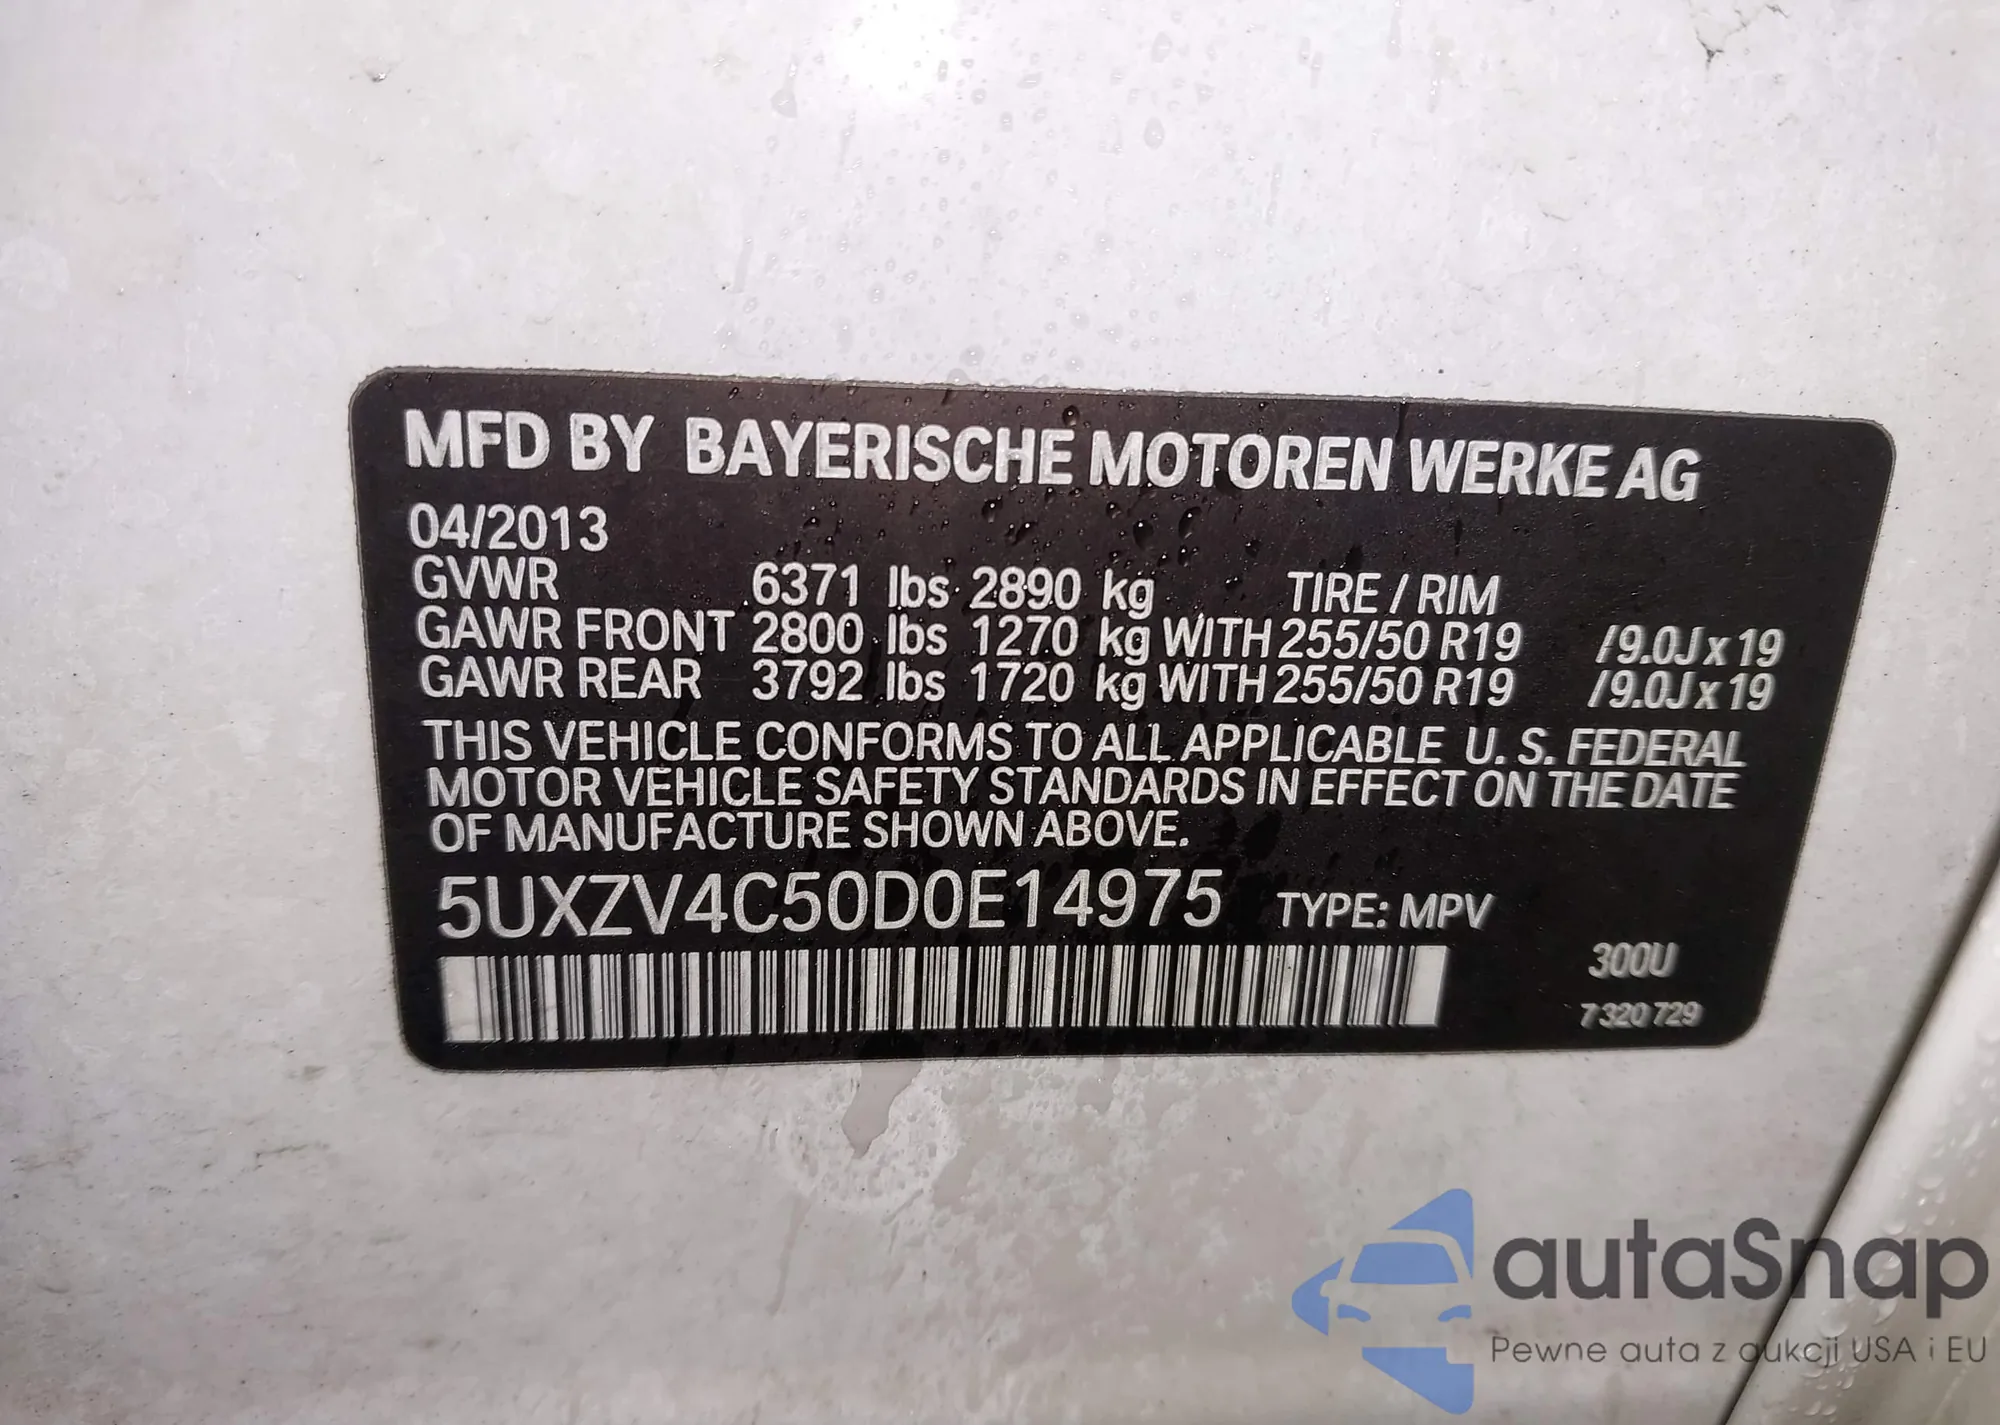 MFD BY BAYERISCHE MOTOREN WERKE AG
04/2013
GVWR 6371 lbs 2890 kg TIRE / RIM
GAWR FRONT 2800 lbs 1270 kg WITH 255/50 R19 /9.0J x 19
GAWR REAR 3792 lbs 1720 kg WITH 255/50 R19 /9.0J x 19
THIS VEHICLE CONFORMS TO ALL APPLICABLE U. S. FEDERAL
MOTOR VEHICLE SAFETY STANDARDS IN EFFECT ON THE DATE
OF MANUFACTURE SHOWN ABOVE.
5UXZV4C50D0E14975 TYPE: MPV
300U
7 320 729
autaSnap
Pewne auta z aukcji USA i EU